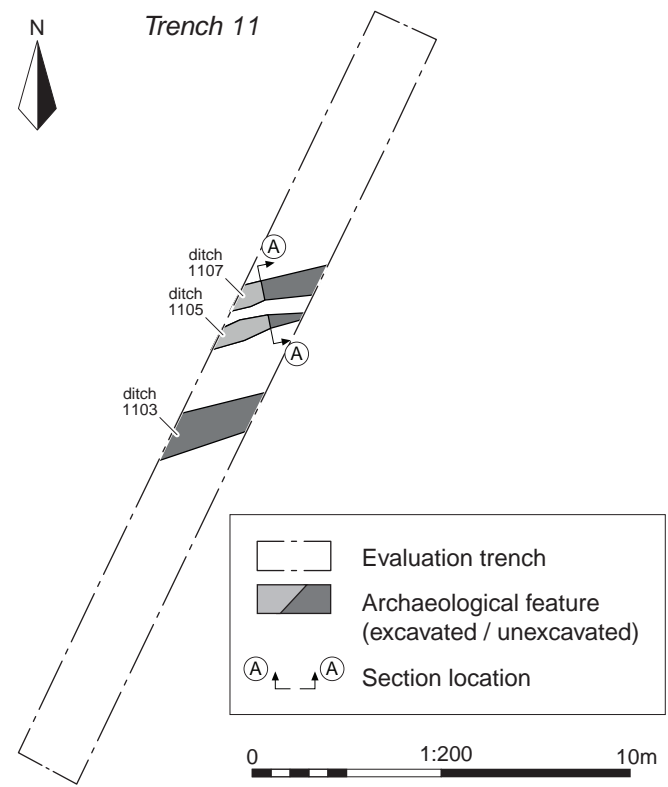 N
Trench 11
A
ditch
1107
ditch
1105
A
ditch
1103
Evaluation trench
Archaeological feature
(excavated / unexcavated)
A A
Section location
0 1:200 10m